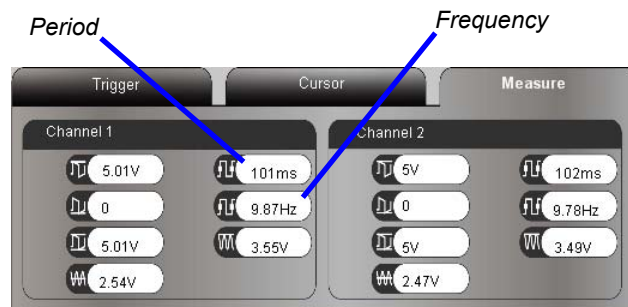 Period
Frequency
Trigger
Cursor
Measure
Channel 1
5.01V
101ms
0
9.87Hz
5.01V
3.55V
2.54V
Channel 2
5V
102ms
0
9.78Hz
5V
3.49V
2.47V